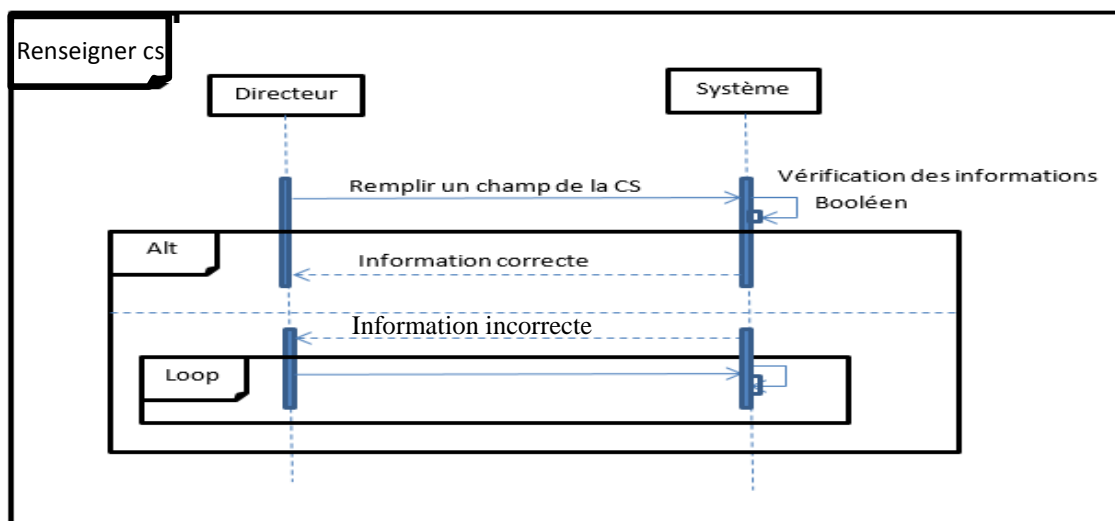 Renseigner cs
Directeur
Système
Remplir un champ de la CS
Vérification des informations
Booléen
Alt
Information correcte
Information incorrecte
Loop